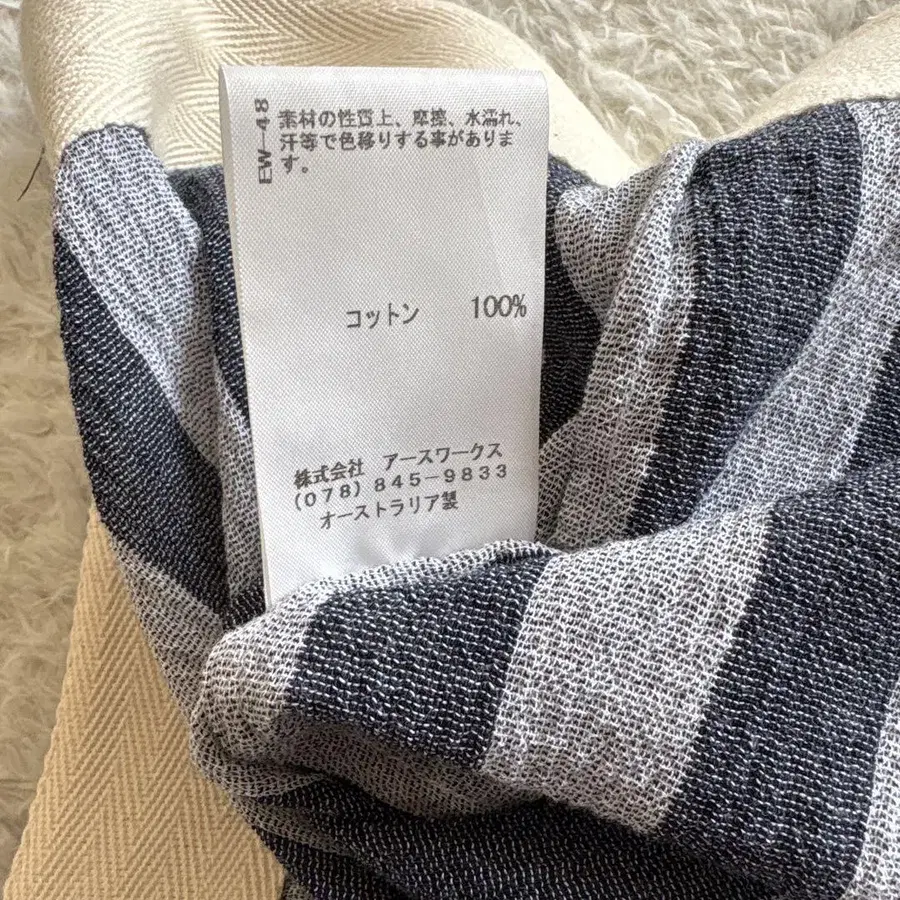 EW-48
素材の性質上、摩擦、水濡れ、
汗等で色移りする事がありま
す。
コットン 100%
株式会社 アースワークス
(078)845-9833
オーストラリア製